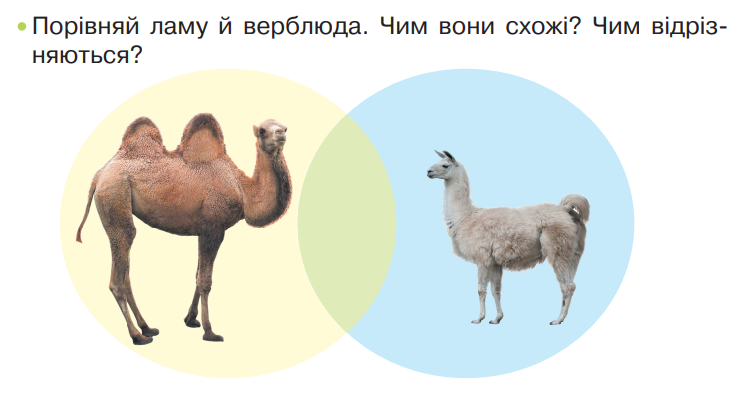 • Порівняй ламу й верблюда. Чим вони схожі? Чим відріз-
няються?